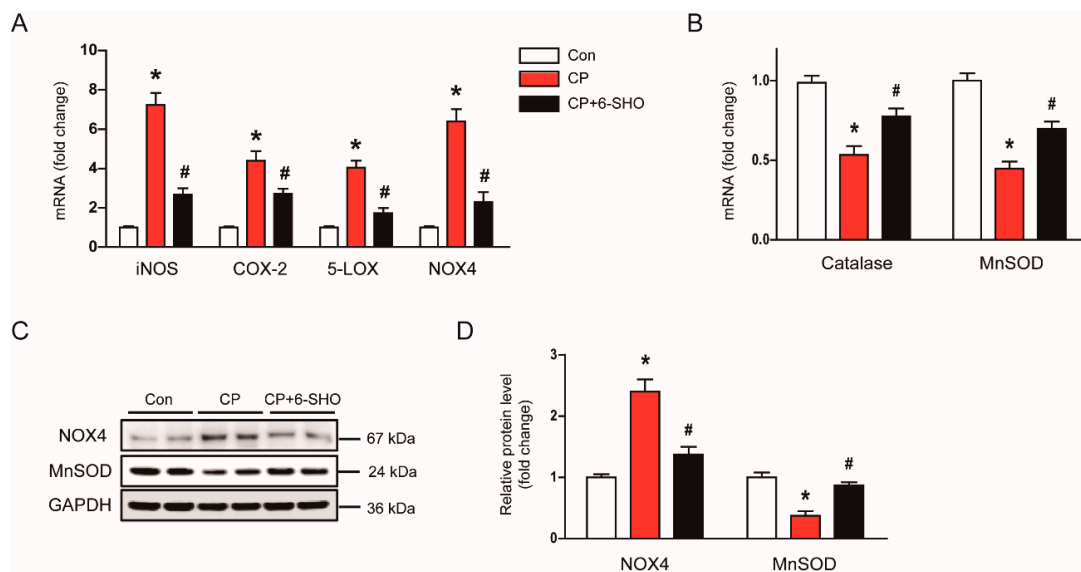 A
mRNA (fold change)
10
8
6
4
2
0
* # * # * # * #
iNOS COX-2 5-LOX NOX4
Con
CP
CP+6-SHO
B
mRNA (fold change)
1.0
0.5
0.0
* # * #
Catalase MnSOD
C
Con CP CP+6-SHO
NOX4 67 kDa
MnSOD 24 kDa
GAPDH 36 kDa
D
Relative protein level
(fold change)
3
2
1
0
* # * #
NOX4 MnSOD